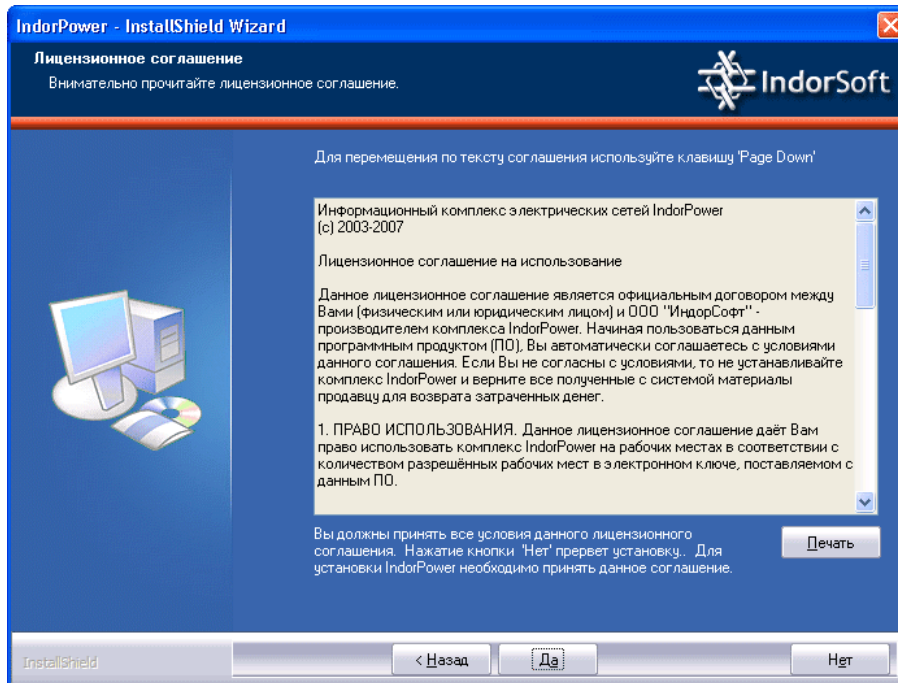 IndorPower - InstallShield Wizard
Лицензионное соглашение
Внимательно прочитайте лицензионное соглашение.
IndorSoft
Для перемещения по тексту соглашения используйте клавишу 'Page Down'
Информационный комплекс электрических сетей IndorPower
(c) 2003-2007
Лицензионное соглашение на использование
Данное лицензионное соглашение является официальным договором между
Вами (физическим или юридическим лицом) и ООО "ИндорСофт" -
производителем комплекса IndorPower. Начиная пользоваться данным
программным продуктом (ПО), Вы автоматически соглашаетесь с условиями
данного соглашения. Если Вы не согласны с условиями, то не устанавливайте
комплекс IndorPower и верните все полученные с системой материалы
продавцу для возврата затраченных денег.
1. ПРАВО ИСПОЛЬЗОВАНИЯ. Данное лицензионное соглашение даёт Вам
право использовать комплекс IndorPower на рабочих местах в соответствии с
количеством разрешённых рабочих мест в электронном ключе, поставляемом с
данным ПО.
Вы должны принять все условия данного лицензионного
соглашения. Нажатие кнопки 'Нет' прервет установку.. Для
установки IndorPower необходимо принять данное соглашение.
Печать
InstallShield
< Назад
Да
Нет